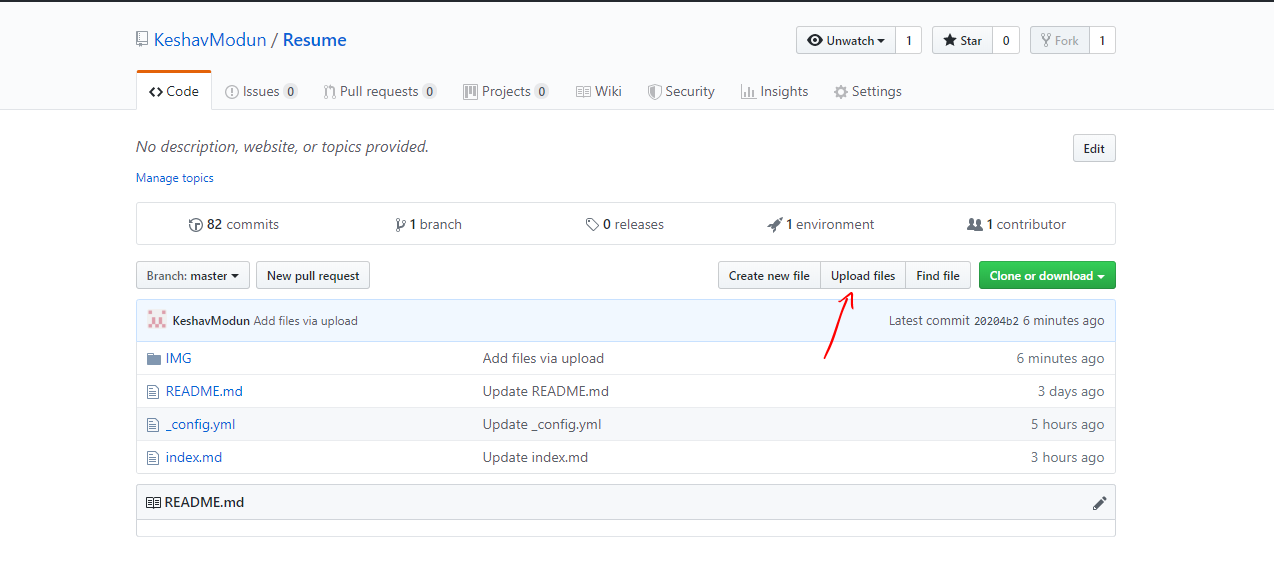 KeshavModun / Resume
Unwatch 1 Star 0 Fork 1
Code Issues 0 Pull requests 0 Projects 0 Wiki Security Insights Settings
No description, website, or topics provided. Edit
Manage topics
82 commits 1 branch 0 releases 1 environment 1 contributor
Branch: master New pull request Create new file Upload files Find file Clone or download
KeshavModun Add files via upload Latest commit 20204b2 6 minutes ago
IMG Add files via upload 6 minutes ago
README.md Update README.md 3 days ago
_config.yml Update _config.yml 5 hours ago
index.md Update index.md 3 hours ago
README.md